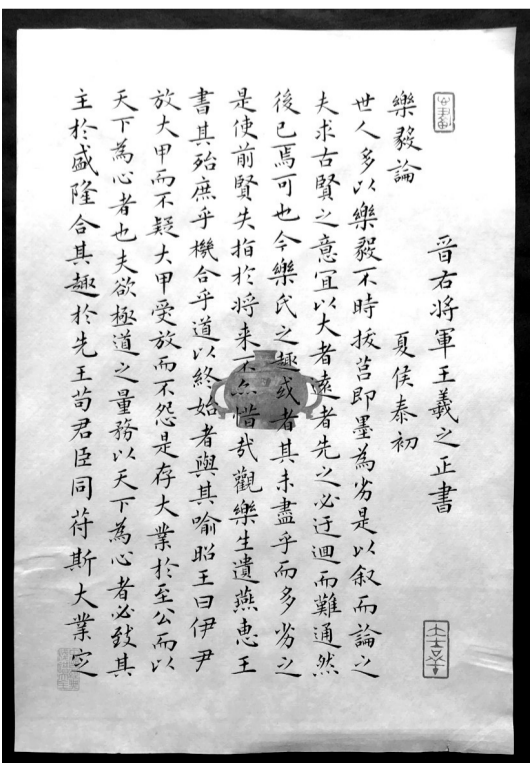 晉右將軍王羲之正書
樂毅論 夏侯泰初
世人多以樂毅不時拔莒即墨為劣是以叙而論之
夫求古賢之意宜以大者遠者先之必迂迴而難通然
後已焉可也今樂氏之趣或者其未盡乎而多劣之
是使前賢失指於将来不亦惜哉觀樂生遺燕惠王
書其殆庶乎機合乎道以終始者與其喻昭王曰伊尹
放大甲而不疑大甲受放而不怨是存大業於至公而以
天下為心者也夫欲極道之量務以天下為心者必致其
主於盛隆合其趣於先王苟君臣同苻斯大業定